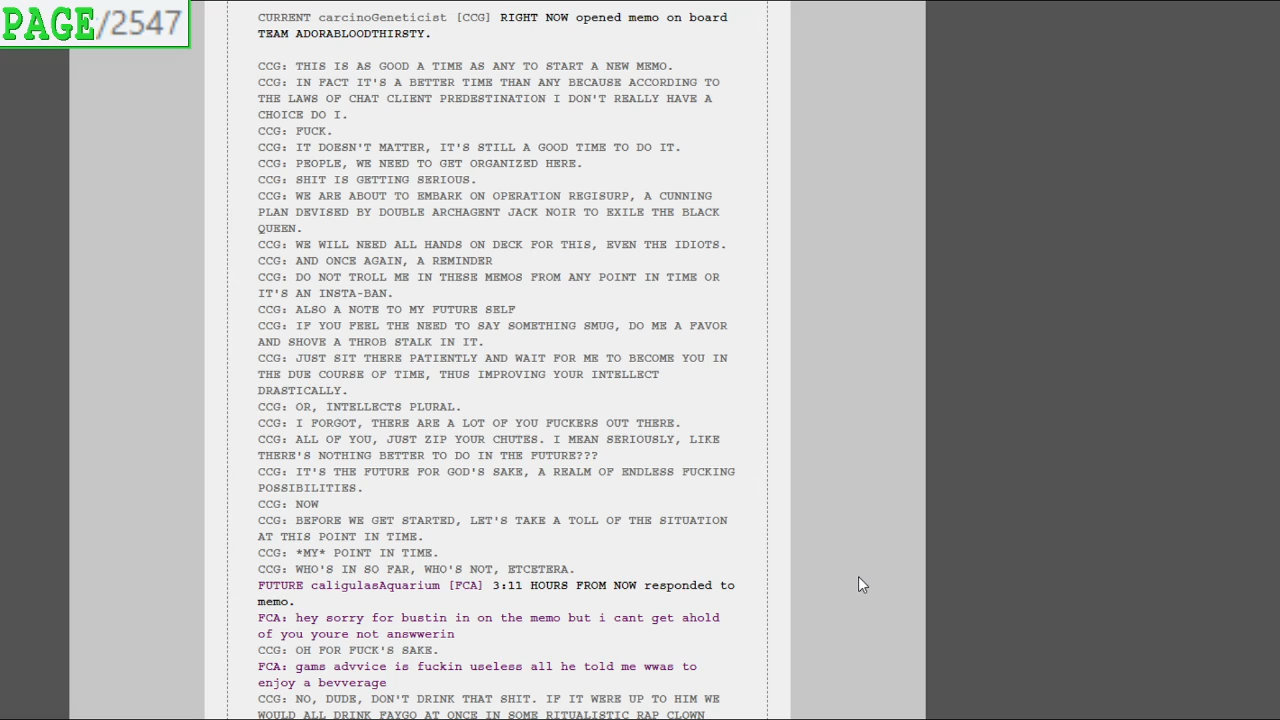 PAGE/2547
CURRENT carcinoGeneticist [CCG] RIGHT NOW opened memo on board
TEAM ADORABLOODTHIRSTY.
CCG: THIS IS AS GOOD A TIME AS ANY TO START A NEW MEMO.
CCG: IN FACT IT'S A BETTER TIME THAN ANY BECAUSE ACCORDING TO
THE LAWS OF CHAT CLIENT PREDESTINATION I DON'T REALLY HAVE A
CHOICE DO I.
CCG: FUCK.
CCG: IT DOESN'T MATTER, IT'S STILL A GOOD TIME TO DO IT.
CCG: PEOPLE, WE NEED TO GET ORGANIZED HERE.
CCG: SHIT IS GETTING SERIOUS.
CCG: WE ARE ABOUT TO EMBARK ON OPERATION REGISURP, A CUNNING
PLAN DEVISED BY DOUBLE ARCHAGENT JACK NOIR TO EXILE THE BLACK
QUEEN.
CCG: WE WILL NEED ALL HANDS ON DECK FOR THIS, EVEN THE IDIOTS.
CCG: AND ONCE AGAIN, A REMINDER
CCG: DO NOT TROLL ME IN THESE MEMOS FROM ANY POINT IN TIME OR
IT'S AN INSTA-BAN.
CCG: ALSO A NOTE TO MY FUTURE SELF
CCG: IF YOU FEEL THE NEED TO SAY SOMETHING SMUG, DO ME A FAVOR
AND SHOVE A THROB STALK IN IT.
CCG: JUST SIT THERE PATIENTLY AND WAIT FOR ME TO BECOME YOU IN
THE DUE COURSE OF TIME, THUS IMPROVING YOUR INTELLECT
DRASTICALLY.
CCG: OR, INTELLECTS PLURAL.
CCG: I FORGOT, THERE ARE A LOT OF YOU FUCKERS OUT THERE.
CCG: ALL OF YOU, JUST ZIP YOUR CHUTES. I MEAN SERIOUSLY, LIKE
THERE'S NOTHING BETTER TO DO IN THE FUTURE???
CCG: IT'S THE FUTURE FOR GOD'S SAKE, A REALM OF ENDLESS FUCKING
POSSIBILITIES.
CCG: NOW
CCG: BEFORE WE GET STARTED, LET'S TAKE A TOLL OF THE SITUATION
AT THIS POINT IN TIME.
CCG: *MY* POINT IN TIME.
CCG: WHO'S IN SO FAR, WHO'S NOT, ETCETERA.
FUTURE caligulasAquarium [FCA] 3:11 HOURS FROM NOW responded to
memo.
FCA: hey sorry for bustin in on the memo but i cant get ahold
of you youre not answwerin
CCG: OH FOR FUCK'S SAKE.
FCA: gams advvice is fuckin useless all he told me wwas to
enjoy a bevverage
CCG: NO, DUDE, DON'T DRINK THAT SHIT. IF IT WERE UP TO HIM WE
WOULD ALL DRINK FAYGO AT ONCE IN SOME RITUALISTIC RAP CLOWN